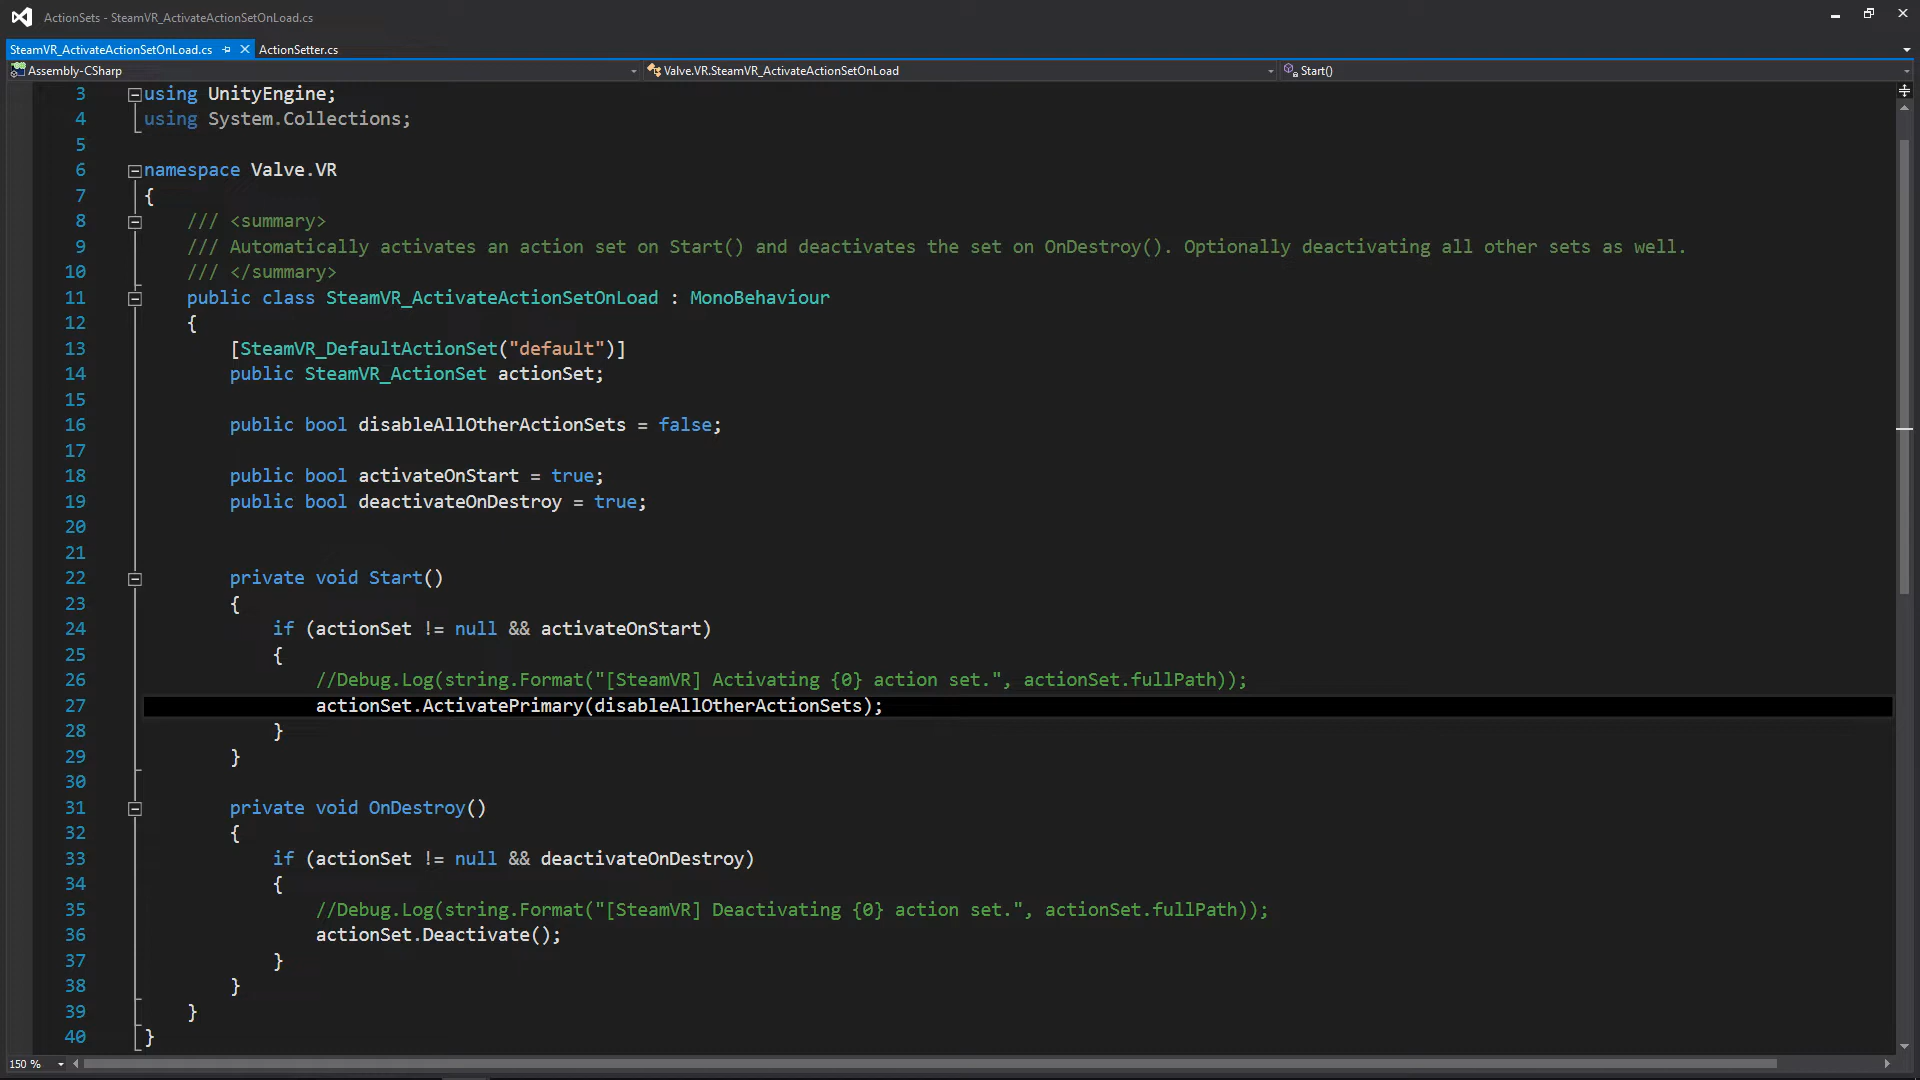 ActionSets - SteamVR_ActivateActionSetOnLoad.cs
SteamVR_ActivateActionSetOnLoad.cs ActionSetter.cs
Assembly-CSharp Valve.VR.SteamVR_ActivateActionSetOnLoad Start()
3 using UnityEngine;
4 using System.Collections;
5
6 namespace Valve.VR
7 {
8 /// <summary>
9 /// Automatically activates an action set on Start() and deactivates the set on OnDestroy(). Optionally deactivating all other sets as well.
10 /// </summary>
11 public class SteamVR_ActivateActionSetOnLoad : MonoBehaviour
12 {
13 [SteamVR_DefaultActionSet("default")]
14 public SteamVR_ActionSet actionSet;
15
16 public bool disableAllOtherActionSets = false;
17
18 public bool activateOnStart = true;
19 public bool deactivateOnDestroy = true;
20
21
22 private void Start()
23 {
24 if (actionSet != null && activateOnStart)
25 {
26 //Debug.Log(string.Format("[SteamVR] Activating {0} action set.", actionSet.fullPath));
27 actionSet.ActivatePrimary(disableAllOtherActionSets);
28 }
29 }
30
31 private void OnDestroy()
32 {
33 if (actionSet != null && deactivateOnDestroy)
34 {
35 //Debug.Log(string.Format("[SteamVR] Deactivating {0} action set.", actionSet.fullPath));
36 actionSet.Deactivate();
37 }
38 }
39 }
40 }
150 %